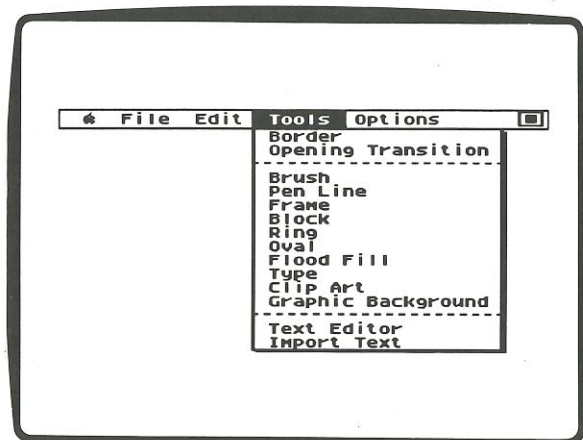 File Edit Tools Options
Border
Opening Transition
Brush
Pen Line
Frame
Block
Ring
Oval
Flood Fill
Type
Clip Art
Graphic Background
Text Editor
Import Text